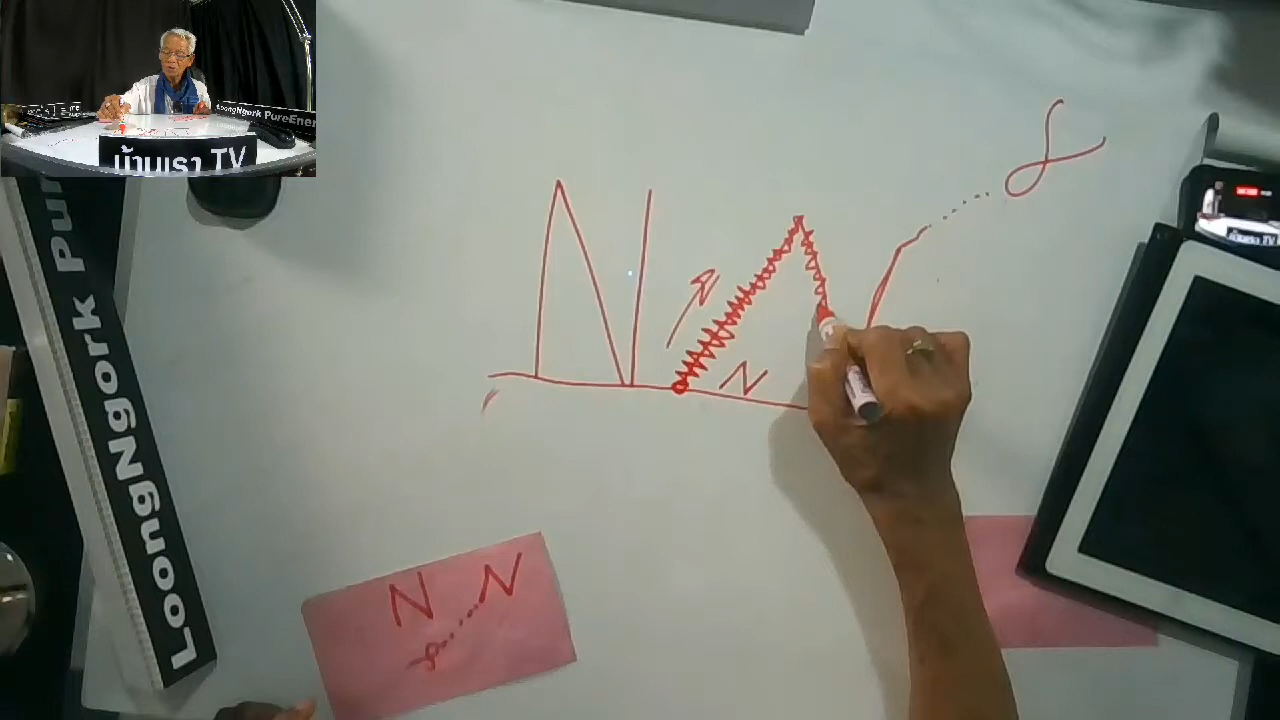 LoongNgork PureEner
บ้านเรา TV
LoongNgork Pur
N
N
N N